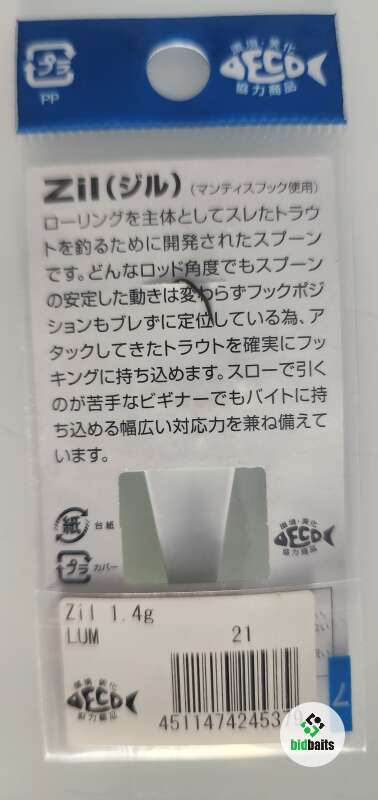 プラ
PP
環境・美化
ECO
協力商品
Zil(ジル) (マンティスフック使用)
ローリングを主体としてスレたトラウ
トを釣るために開発されたスプーン
です。どんなロッド角度でもスプーン
の安定した動きは変わらずフックポジ
ションもブレずに定位している為、ア
タックしてきたトラウトを確実にフッ
キングに持ち込めます。スローで引く
のが苦手なビギナーでもバイトに持
ち込める幅広い対応力を兼ね備えて
います。
紙 台紙
プラ カバー
環境・美化
ECO
協力商品
Zil 1.4g
LUM 21
環境・美化
ECO
協力商品
7
bidbaits